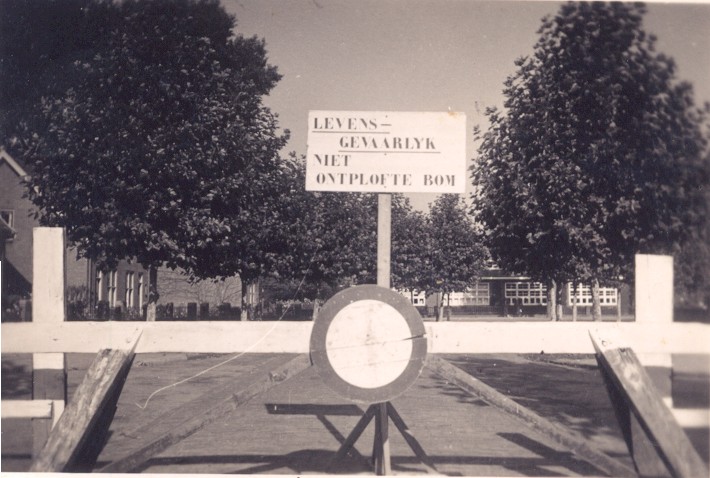 LEVENS-
GEVAARLYK
NIET
ONTPLOFTE BOM